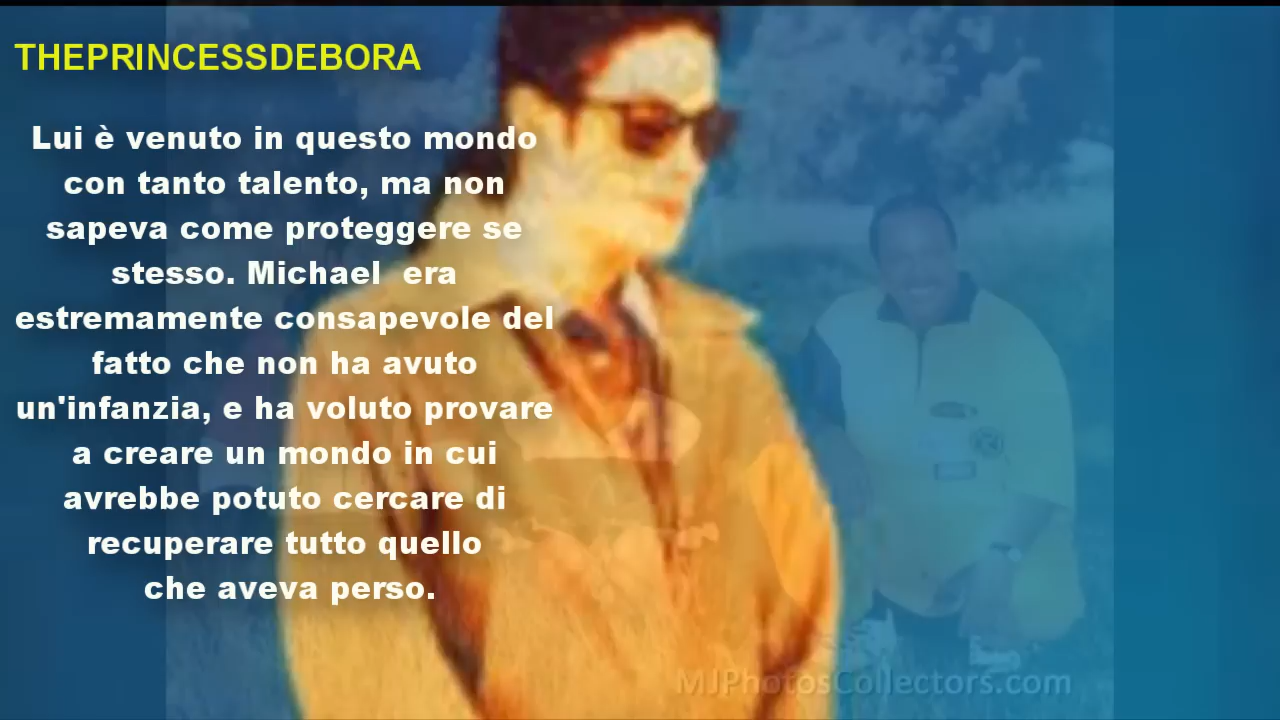 THEPRINCESSDEBORA
Lui è venuto in questo mondo
con tanto talento, ma non
sapeva come proteggere se
stesso. Michael era
estremamente consapevole del
fatto che non ha avuto
un'infanzia, e ha voluto provare
a creare un mondo in cui
avrebbe potuto cercare di
recuperare tutto quello
che aveva perso.
MJPhotosCollectors.com